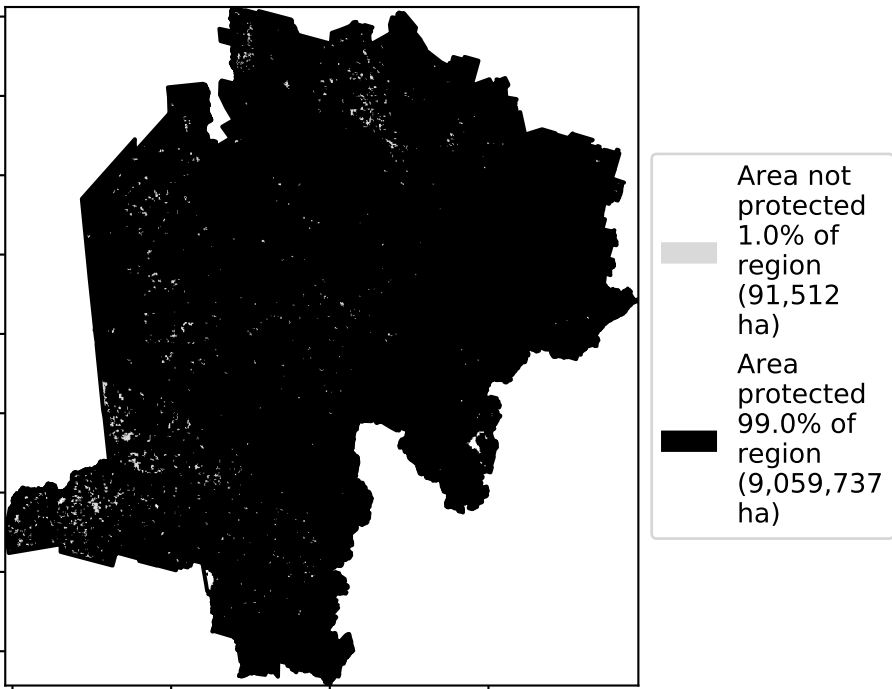 Area not
protected
1.0% of
region
(91,512
ha)
Area
protected
99.0% of
region
(9,059,737
ha)